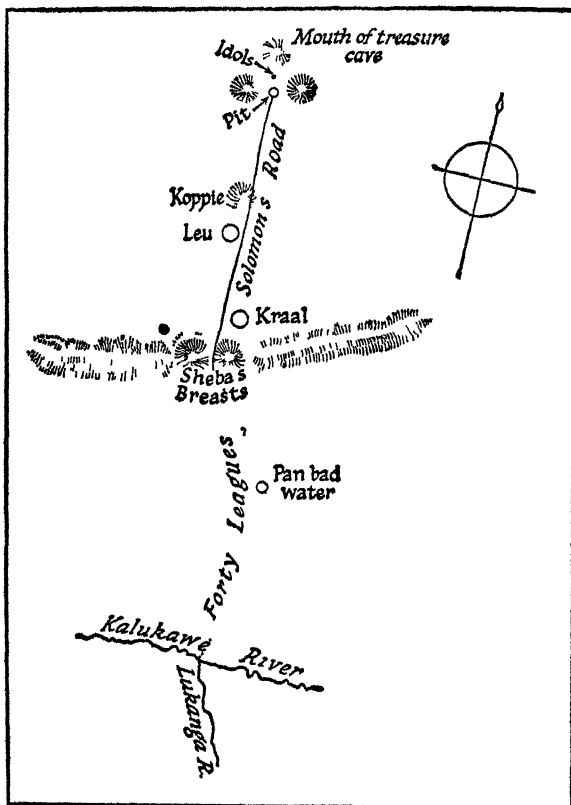 Mouth of treasure
cave
Idols
Pit
Solomon's Road
Koppie
Leu
Kraal
Sheba's
Breasts
Forty Leagues
Pan bad
water
Kalukawe River
Lukanga R.